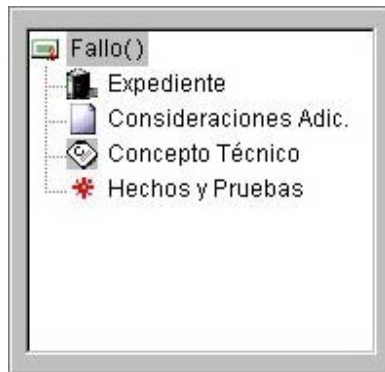 Fallo()
Expediente
Consideraciones Adic.
Concepto Técnico
Hechos y Pruebas